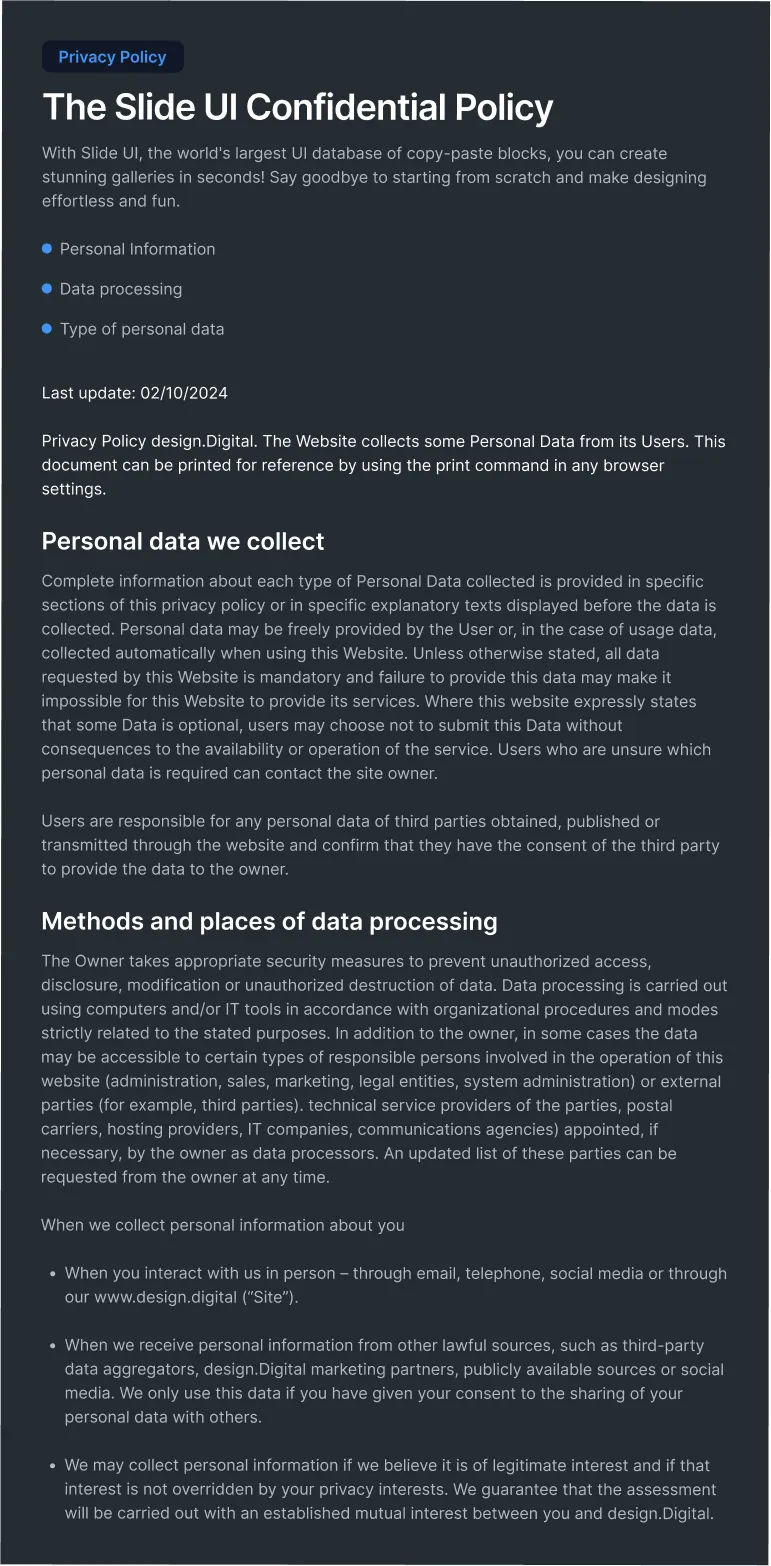 Privacy Policy
The Slide UI Confidential Policy
With Slide UI, the world's largest UI database of copy-paste blocks, you can create
stunning galleries in seconds! Say goodbye to starting from scratch and make designing
effortless and fun.
Personal Information
Data processing
Type of personal data
Last update: 02/10/2024
Privacy Policy design.Digital. The Website collects some Personal Data from its Users. This
document can be printed for reference by using the print command in any browser
settings.
Personal data we collect
Complete information about each type of Personal Data collected is provided in specific
sections of this privacy policy or in specific explanatory texts displayed before the data is
collected. Personal data may be freely provided by the User or, in the case of usage data,
collected automatically when using this Website. Unless otherwise stated, all data
requested by this Website is mandatory and failure to provide this data may make it
impossible for this Website to provide its services. Where this website expressly states
that some Data is optional, users may choose not to submit this Data without
consequences to the availability or operation of the service. Users who are unsure which
personal data is required can contact the site owner.
Users are responsible for any personal data of third parties obtained, published or
transmitted through the website and confirm that they have the consent of the third party
to provide the data to the owner.
Methods and places of data processing
The Owner takes appropriate security measures to prevent unauthorized access,
disclosure, modification or unauthorized destruction of data. Data processing is carried out
using computers and/or IT tools in accordance with organizational procedures and modes
strictly related to the stated purposes. In addition to the owner, in some cases the data
may be accessible to certain types of responsible persons involved in the operation of this
website (administration, sales, marketing, legal entities, system administration) or external
parties (for example, third parties). technical service providers of the parties, postal
carriers, hosting providers, IT companies, communications agencies) appointed, if
necessary, by the owner as data processors. An updated list of these parties can be
requested from the owner at any time.
When we collect personal information about you
• When you interact with us in person – through email, telephone, social media or through
our www.design.digital (“Site”).
• When we receive personal information from other lawful sources, such as third-party
data aggregators, design.Digital marketing partners, publicly available sources or social
media. We only use this data if you have given your consent to the sharing of your
personal data with others.
• We may collect personal information if we believe it is of legitimate interest and if that
interest is not overridden by your privacy interests. We guarantee that the assessment
will be carried out with an established mutual interest between you and design.Digital.